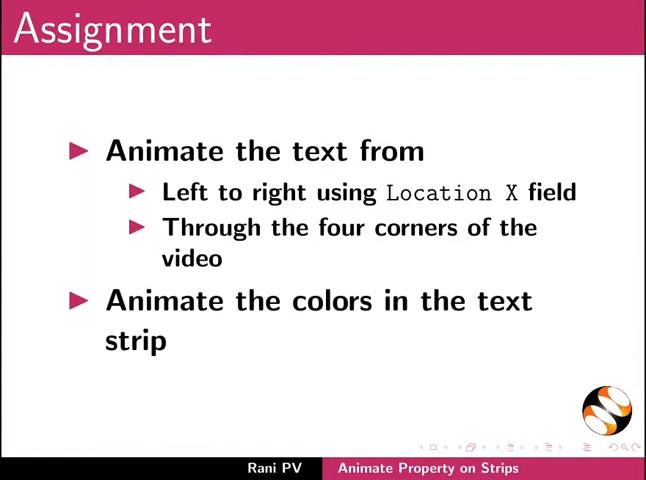 Assignment
Animate the text from
Left to right using Location X field
Through the four corners of the
video
Animate the colors in the text
strip
Rani PV
Animate Property on Strips